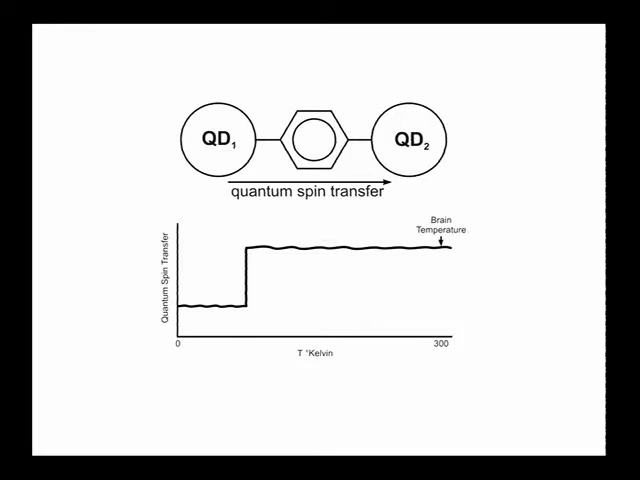 QD1
QD2
quantum spin transfer
Brain
Temperature
Quantum Spin Transfer
0
300
T °Kelvin